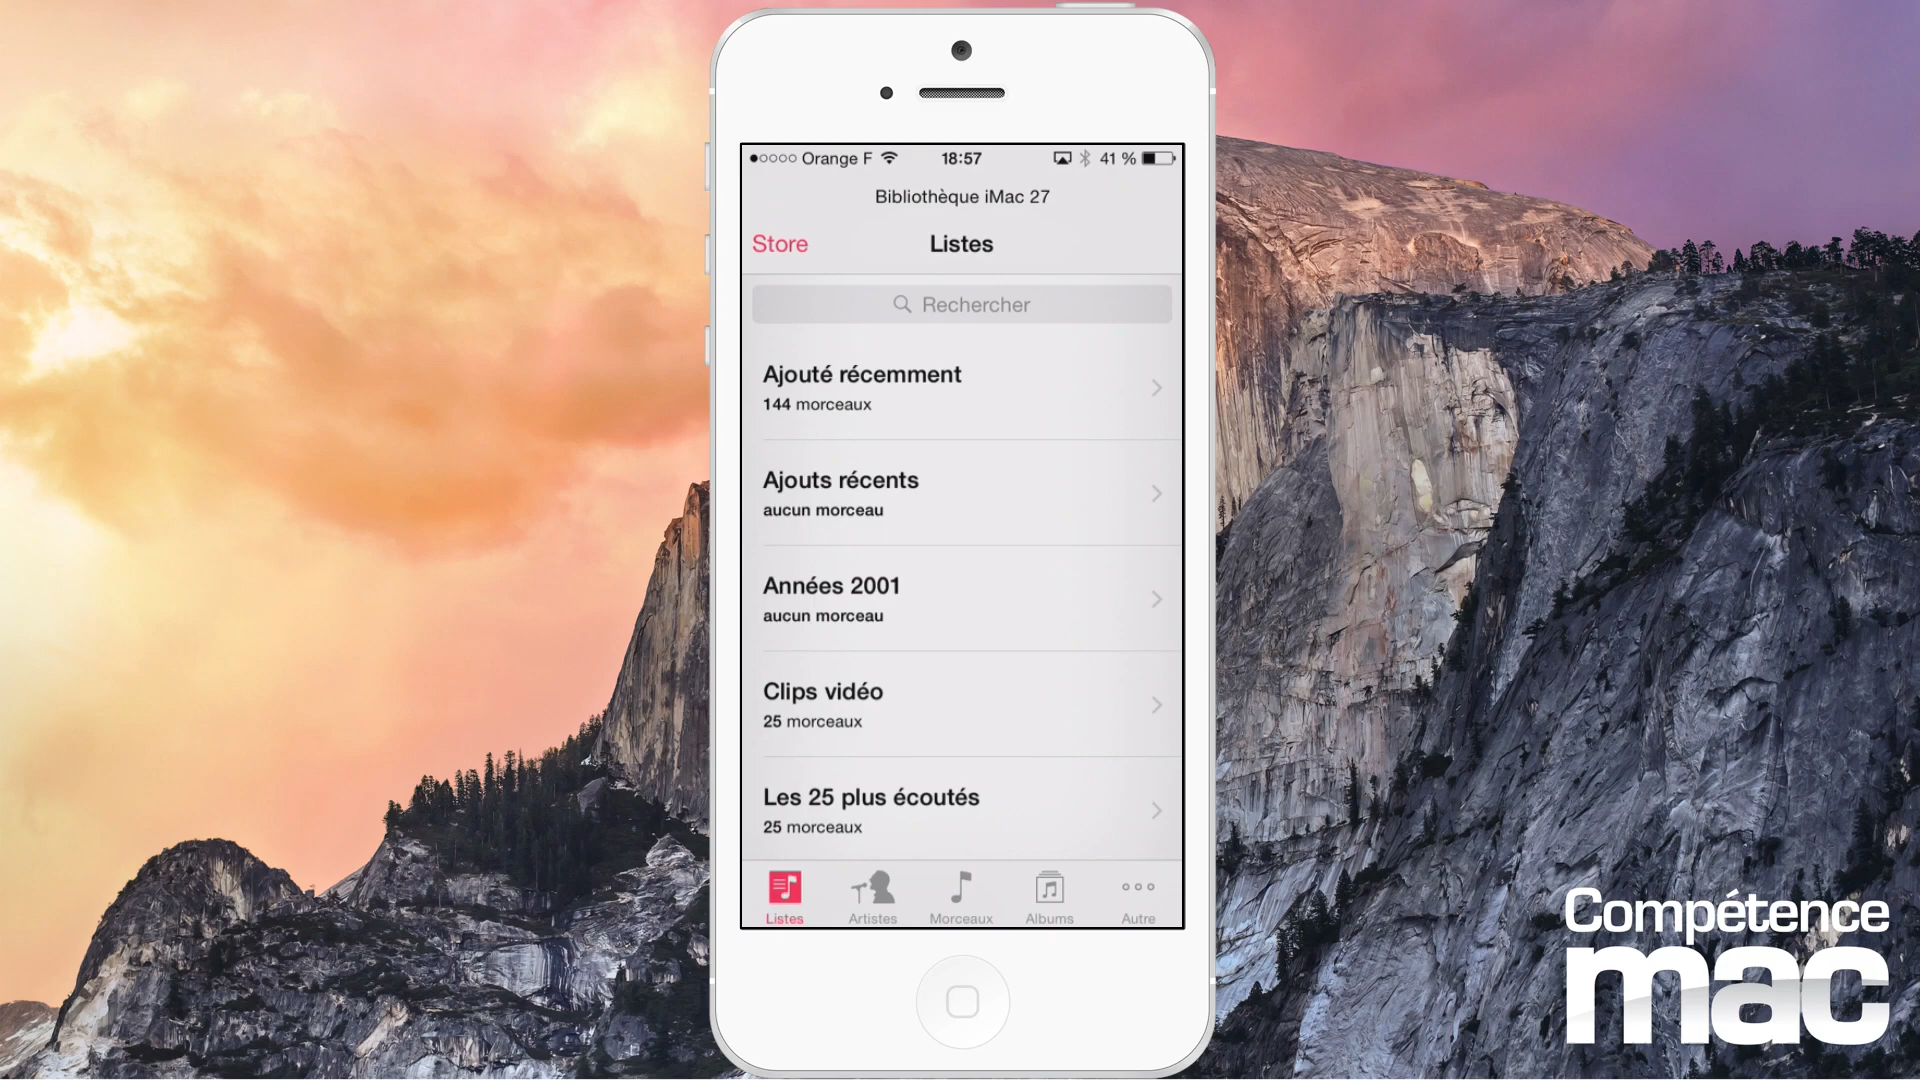 Orange F 18:57 41 %
Bibliothèque iMac 27
Store Listes
Rechercher
Ajouté récemment
144 morceaux
Ajouts récents
aucun morceau
Années 2001
aucun morceau
Clips vidéo
25 morceaux
Les 25 plus écoutés
25 morceaux
Listes Artistes Morceaux Albums Autre
Compétence
mac